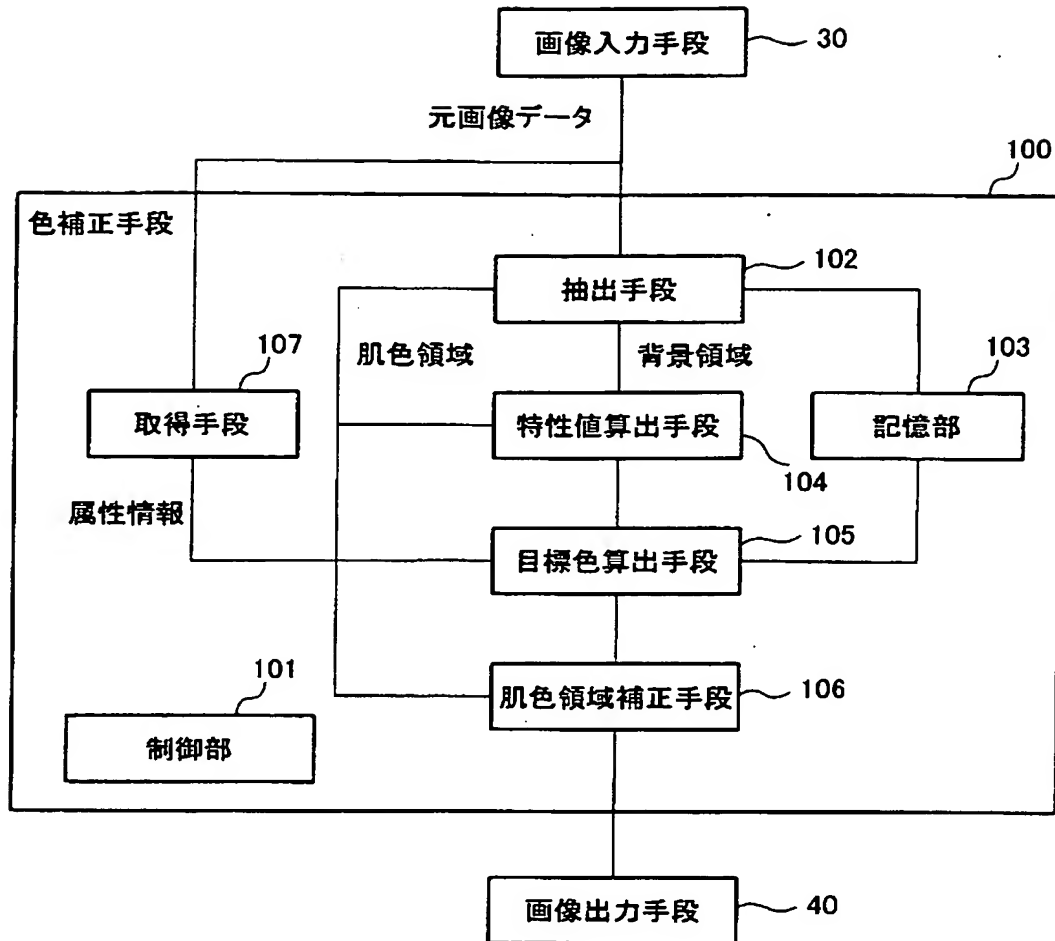 画像入力手段
30
元画像データ
100
色補正手段
抽出手段
102
肌色領域
背景領域
107
103
取得手段
特性値算出手段
記憶部
104
属性情報
目標色算出手段
105
101
肌色領域補正手段
106
制御部
画像出力手段
40